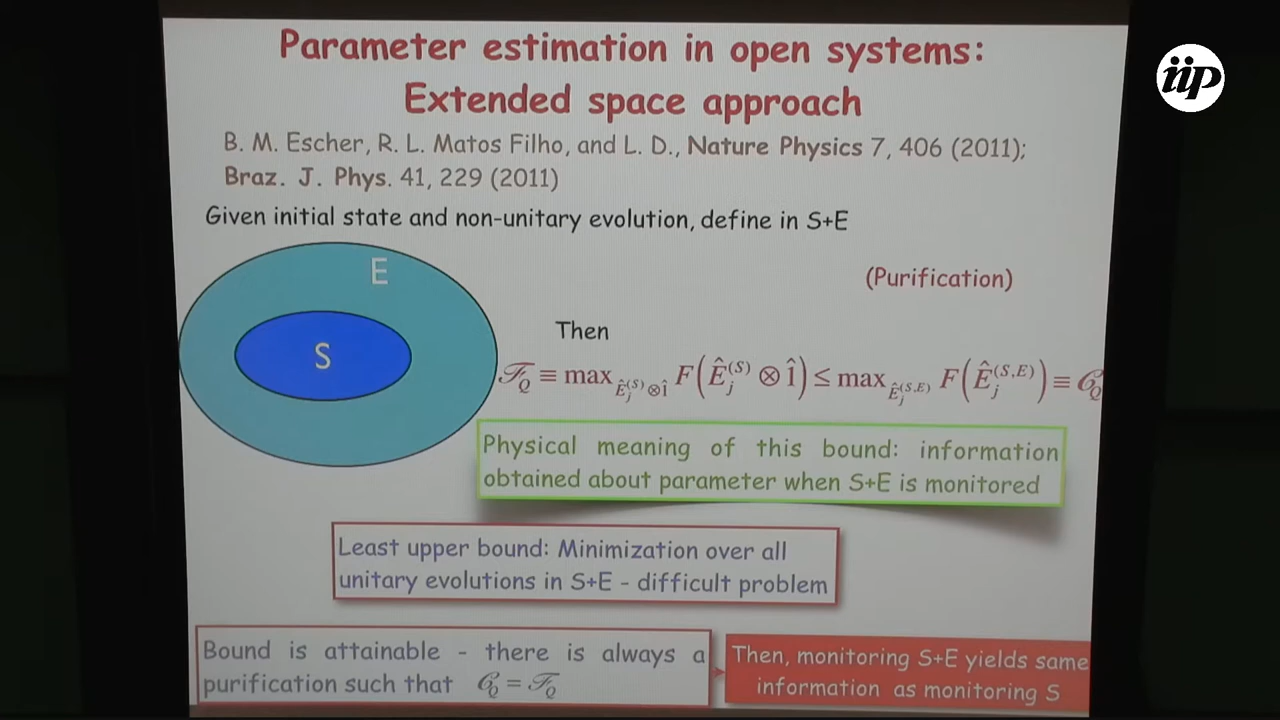 Parameter estimation in open systems:
Extended space approach
iip
B. M. Escher, R. L. Matos Filho, and L. D., Nature Physics 7, 406 (2011);
Braz. J. Phys. 41, 229 (2011)
Given initial state and non-unitary evolution, define in S+E
E
(Purification)
S
Then
ℱ_Q ≡ max_{Ê_j^{(S)}⊗1̂} F(Ê_j^{(S)} ⊗ 1̂) ≤ max_{Ê_j^{(S,E)}} F(Ê_j^{(S,E)}) ≡ 𝒞_Q
Physical meaning of this bound: information
obtained about parameter when S+E is monitored
Least upper bound: Minimization over all
unitary evolutions in S+E - difficult problem
Bound is attainable - there is always a
purification such that 𝒞_Q = ℱ_Q
Then, monitoring S+E yields same
information as monitoring S